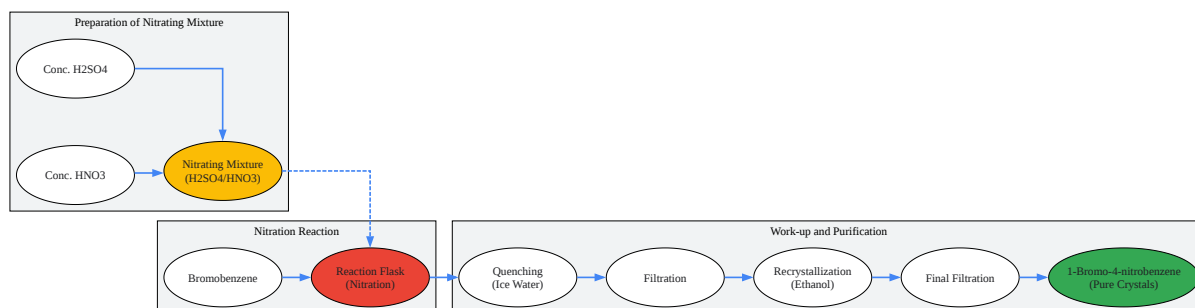 Preparation of Nitrating Mixture
Conc. H2SO4
Conc. HNO3
Nitrating Mixture
(H2SO4/HNO3)
Nitration Reaction
Bromobenzene
Reaction Flask
(Nitration)
Work-up and Purification
Quenching
(Ice Water)
Filtration
Recrystallization
(Ethanol)
Final Filtration
1-Bromo-4-nitrobenzene
(Pure Crystals)